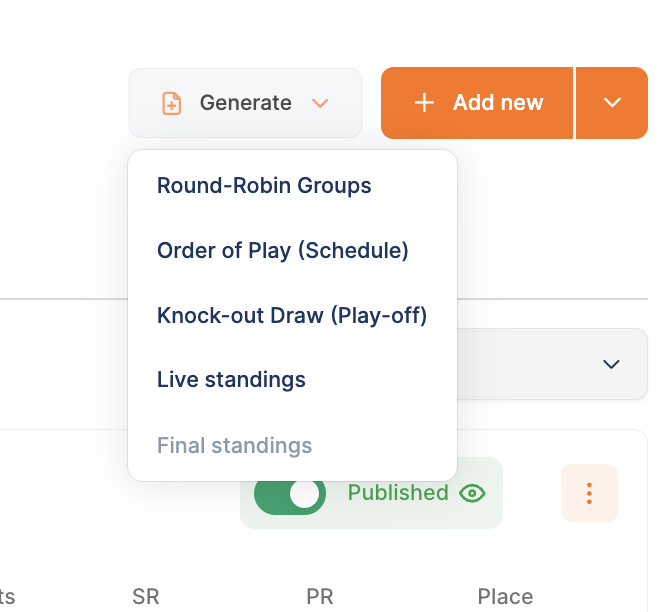 Generate
Add new
Round-Robin Groups
Order of Play (Schedule)
Knock-out Draw (Play-off)
Live standings
Final standings
Published
ts SR PR Place